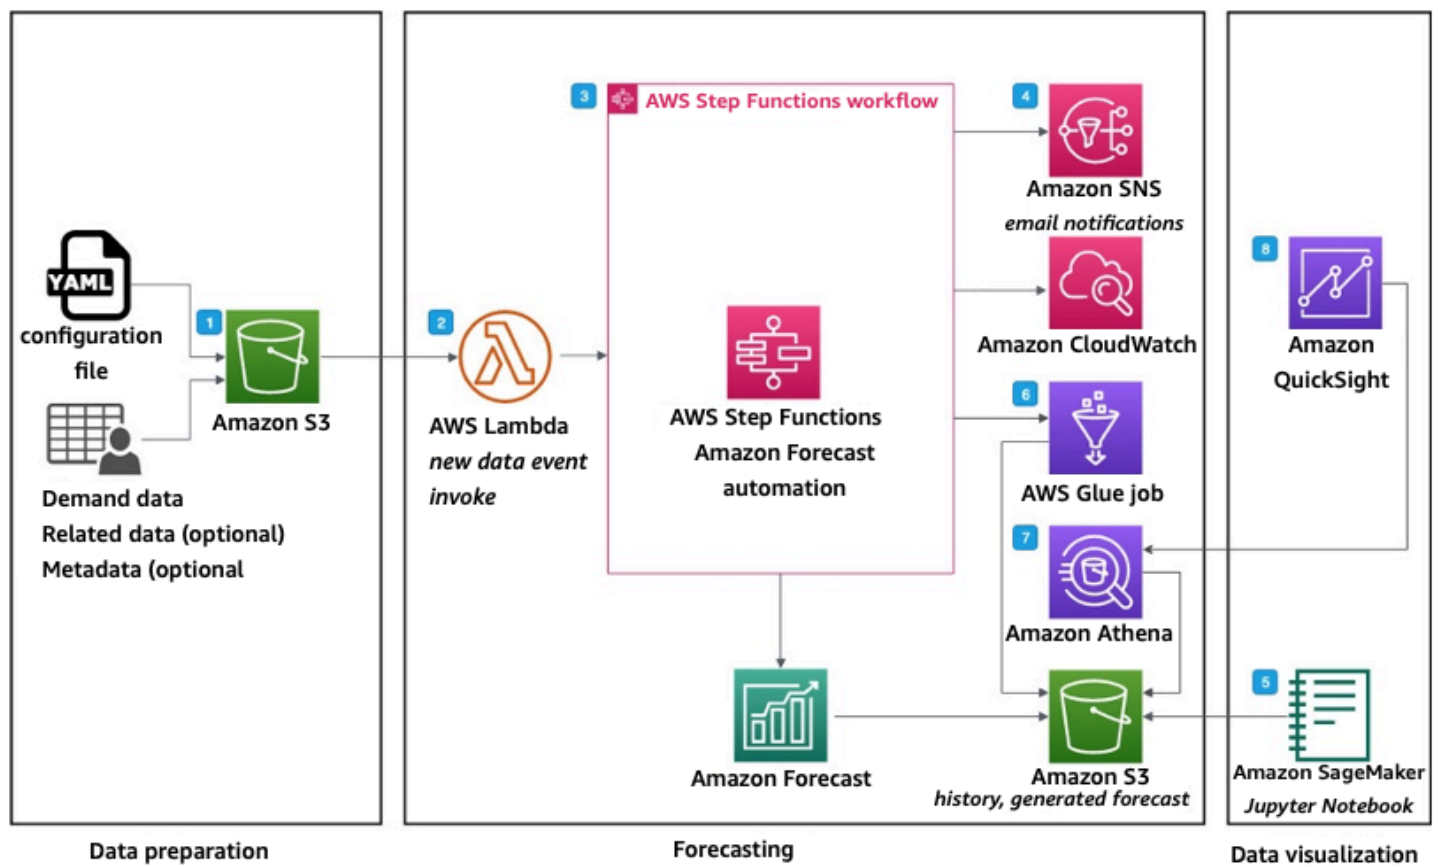 YAML
configuration
file
1
Amazon S3
Demand data
Related data (optional)
Metadata (optional
Data preparation
2
AWS Lambda
new data event
invoke
3
AWS Step Functions workflow
AWS Step Functions
Amazon Forecast
automation
Amazon Forecast
4
Amazon SNS
email notifications
Amazon CloudWatch
6
AWS Glue job
7
Amazon Athena
Amazon S3
history, generated forecast
Forecasting
8
Amazon
QuickSight
5
Amazon SageMaker
Jupyter Notebook
Data visualization